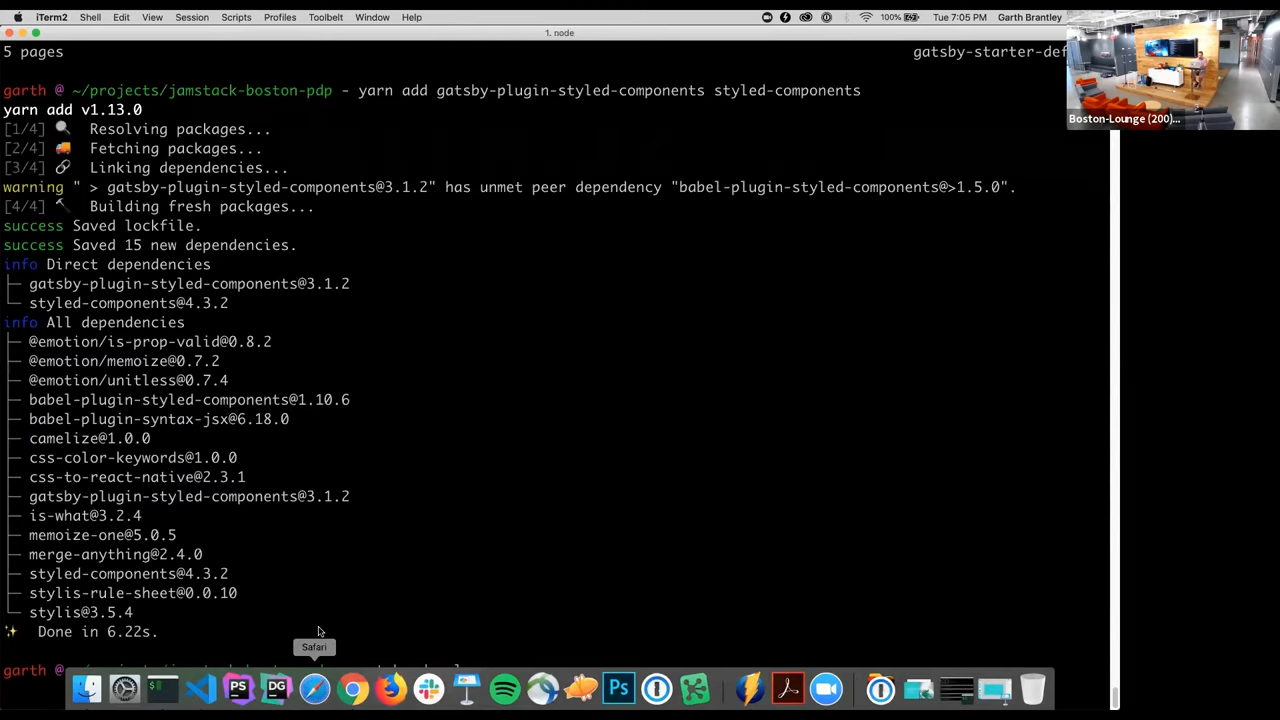 iTerm2 Shell Edit View Session Scripts Profiles Toolbelt Window Help 100% Tue 7:05 PM Garth Brantley
1. node
5 pages gatsby-starter-def
garth @ ~/projects/jamstack-boston-pdp - yarn add gatsby-plugin-styled-components styled-components
yarn add v1.13.0
[1/4] 🔍 Resolving packages...
[2/4] 🚚 Fetching packages...
[3/4] 🔗 Linking dependencies...
warning " > gatsby-plugin-styled-components@3.1.2" has unmet peer dependency "babel-plugin-styled-components@>1.5.0".
[4/4] 🔨 Building fresh packages...
success Saved lockfile.
success Saved 15 new dependencies.
info Direct dependencies
├─ gatsby-plugin-styled-components@3.1.2
└─ styled-components@4.3.2
info All dependencies
├─ @emotion/is-prop-valid@0.8.2
├─ @emotion/memoize@0.7.2
├─ @emotion/unitless@0.7.4
├─ babel-plugin-styled-components@1.10.6
├─ babel-plugin-syntax-jsx@6.18.0
├─ camelize@1.0.0
├─ css-color-keywords@1.0.0
├─ css-to-react-native@2.3.1
├─ gatsby-plugin-styled-components@3.1.2
├─ is-what@3.2.4
├─ memoize-one@5.0.5
├─ merge-anything@2.4.0
├─ styled-components@4.3.2
├─ stylis-rule-sheet@0.0.10
└─ stylis@3.5.4
✨ Done in 6.22s.
Safari
garth @
PS DG Ps
Boston-Lounge (200)...